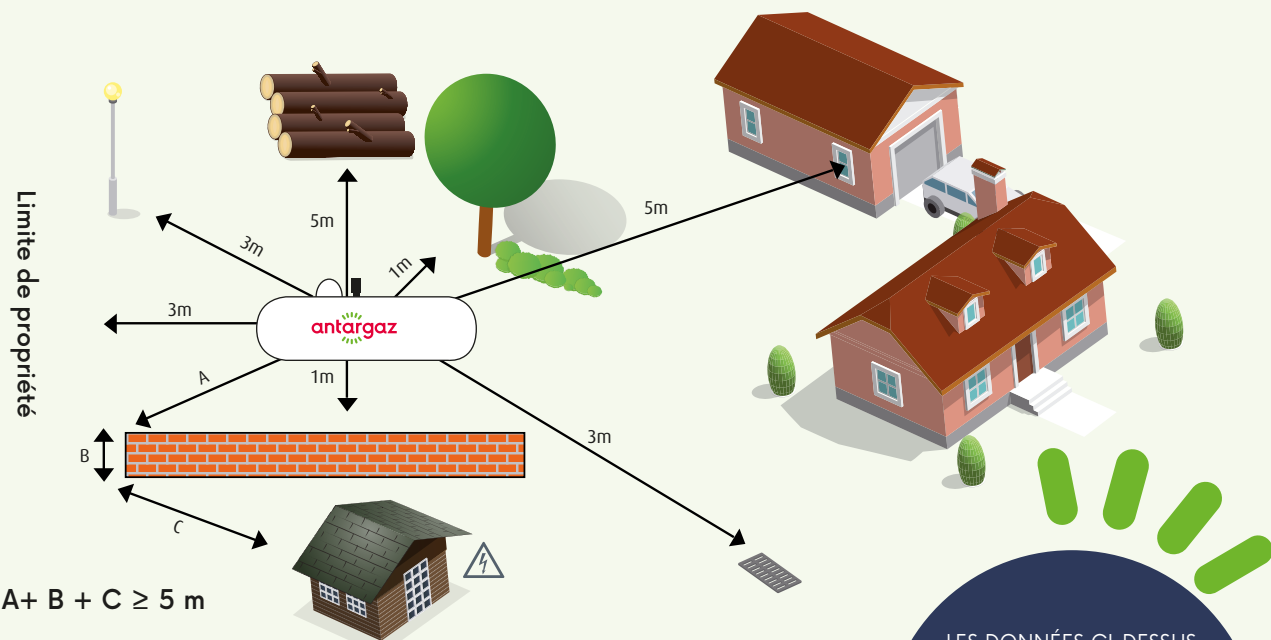 5m
3m
1m
5m
Limite de propriété
3m
antargaz
A
1m
3m
B
C
A+ B + C ≥ 5 m
LES DONNÉES CI-DESSUS